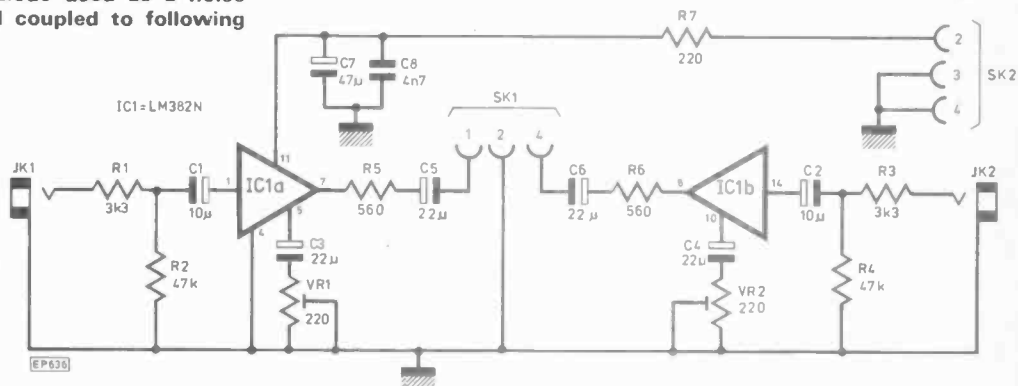 iode used as a noise
l coupled to following
R7
220
2
3
4
SK2
C7
47µ
C8
4n7
IC1=LM382N
SK1
1
2
4
JK1
R1
3k3
C1
10µ
1
IC1a
11
7
5
4
R5
560
C5
22µ
C6
22µ
R6
560
8
IC1b
14
10
C2
10µ
R3
3k3
JK2
R2
47k
C3
22µ
VR1
220
C4
22µ
VR2
220
R4
47k
EP636